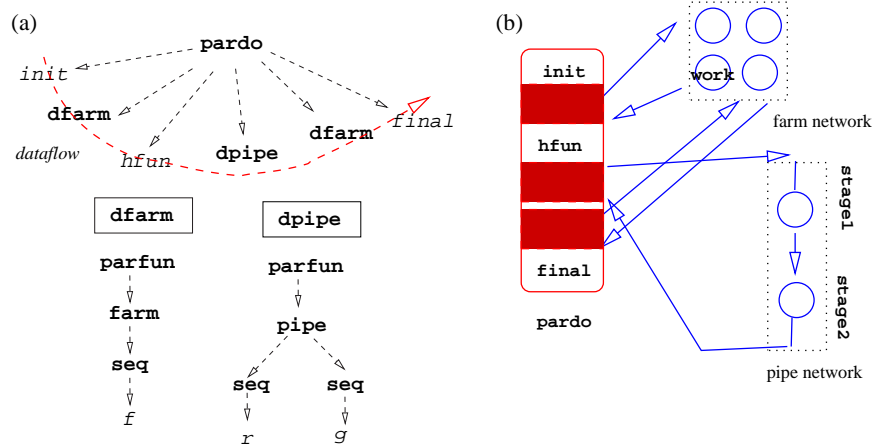 (a)
pardo
init
dfarm
dfarm
final
dataflow
hfun
dpipe
dfarm
dpipe
parfun
parfun
farm
pipe
seq
seq
seq
f
r
g
(b)
init
work
farm network
hfun
stage1
final
stage2
pardo
pipe network